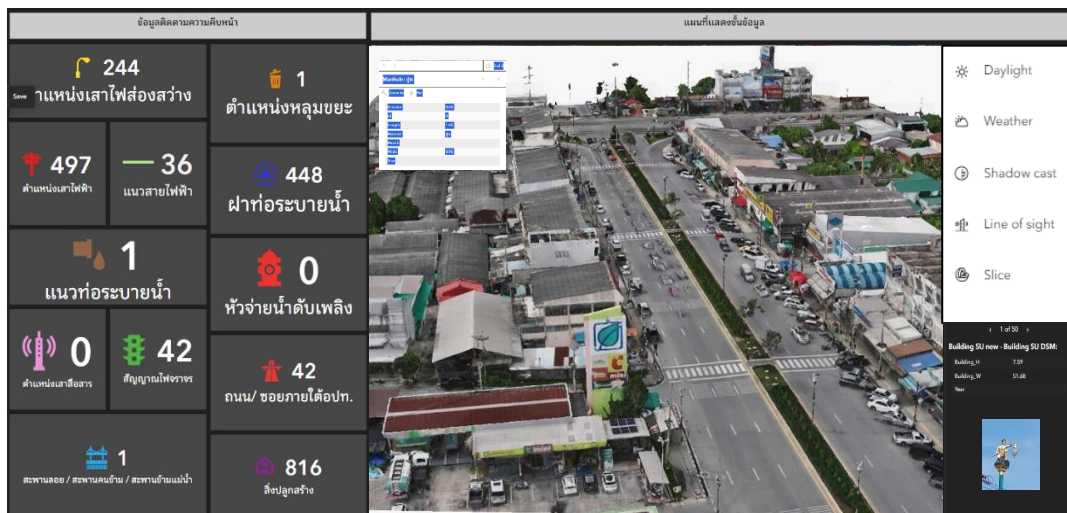 ข้อมูลติดตามความคืบหน้า
แผนที่แสดงชั้นข้อมูล
244
Save
าแหน่งเสาไฟส่องสว่าง
1
ตำแหน่งหลุมขยะ
497
ตำแหน่งเสาไฟฟ้า
36
แนวสายไฟฟ้า
448
ฝาท่อระบายน้ำ
1
แนวท่อระบายน้ำ
0
หัวจ่ายน้ำดับเพลิง
0
ตำแหน่งเสาสื่อสาร
42
สัญญาณไฟจราจร
42
ถนน/ ซอยภายใต้อปท.
1
สะพานลอย / สะพานคนข้าม / สะพานข้ามแม่น้ำ
816
สิ่งปลูกสร้าง
Daylight
Weather
Shadow cast
Line of sight
Slice
1 of 50
Building SU new - Building SU DSM:
Building_H 7.59
Building_W 51.68
Year